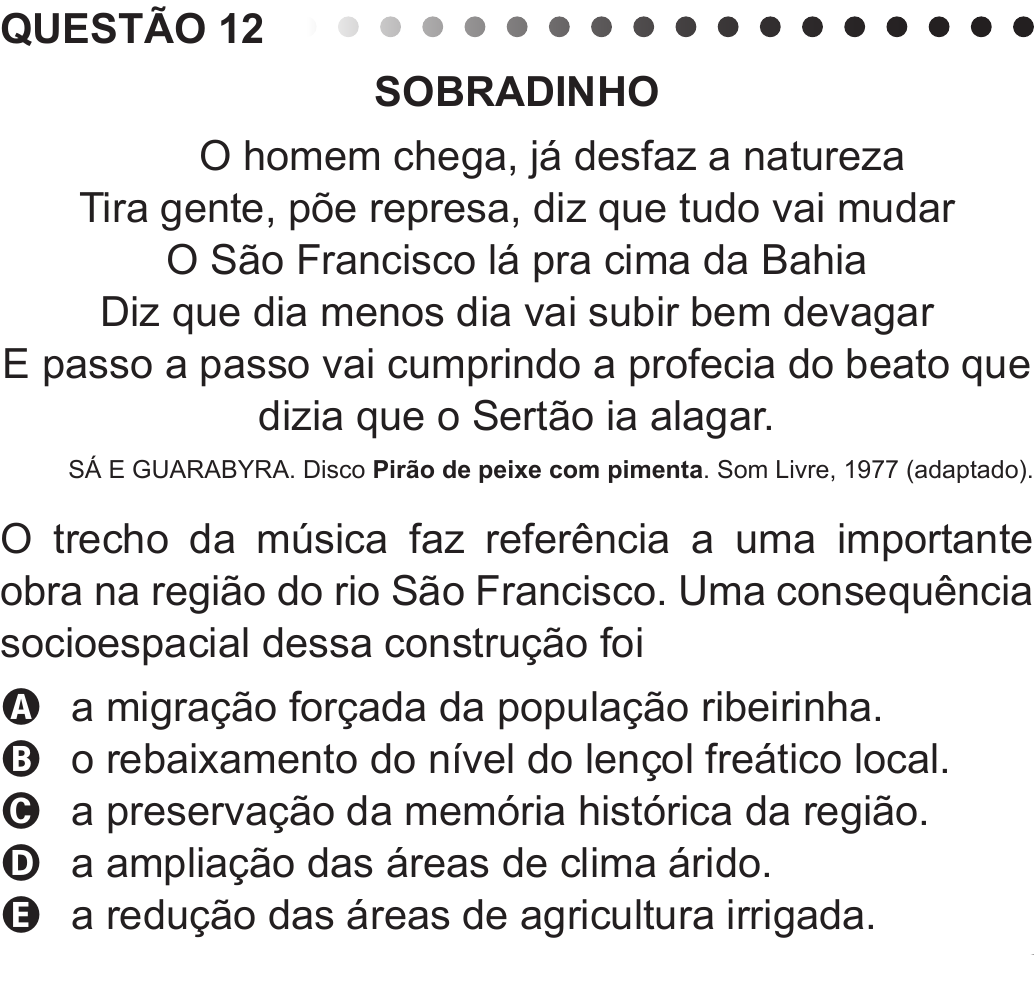 QUESTÃO 12
SOBRADINHO
O homem chega, já desfaz a natureza
Tira gente, põe represa, diz que tudo vai mudar
O São Francisco lá pra cima da Bahia
Diz que dia menos dia vai subir bem devagar
E passo a passo vai cumprindo a profecia do beato que
dizia que o Sertão ia alagar.
SÁ E GUARABYRA. Disco Pirão de peixe com pimenta. Som Livre, 1977 (adaptado).
O trecho da música faz referência a uma importante
obra na região do rio São Francisco. Uma consequência
socioespacial dessa construção foi
A a migração forçada da população ribeirinha.
B o rebaixamento do nível do lençol freático local.
C a preservação da memória histórica da região.
D a ampliação das áreas de clima árido.
E a redução das áreas de agricultura irrigada.